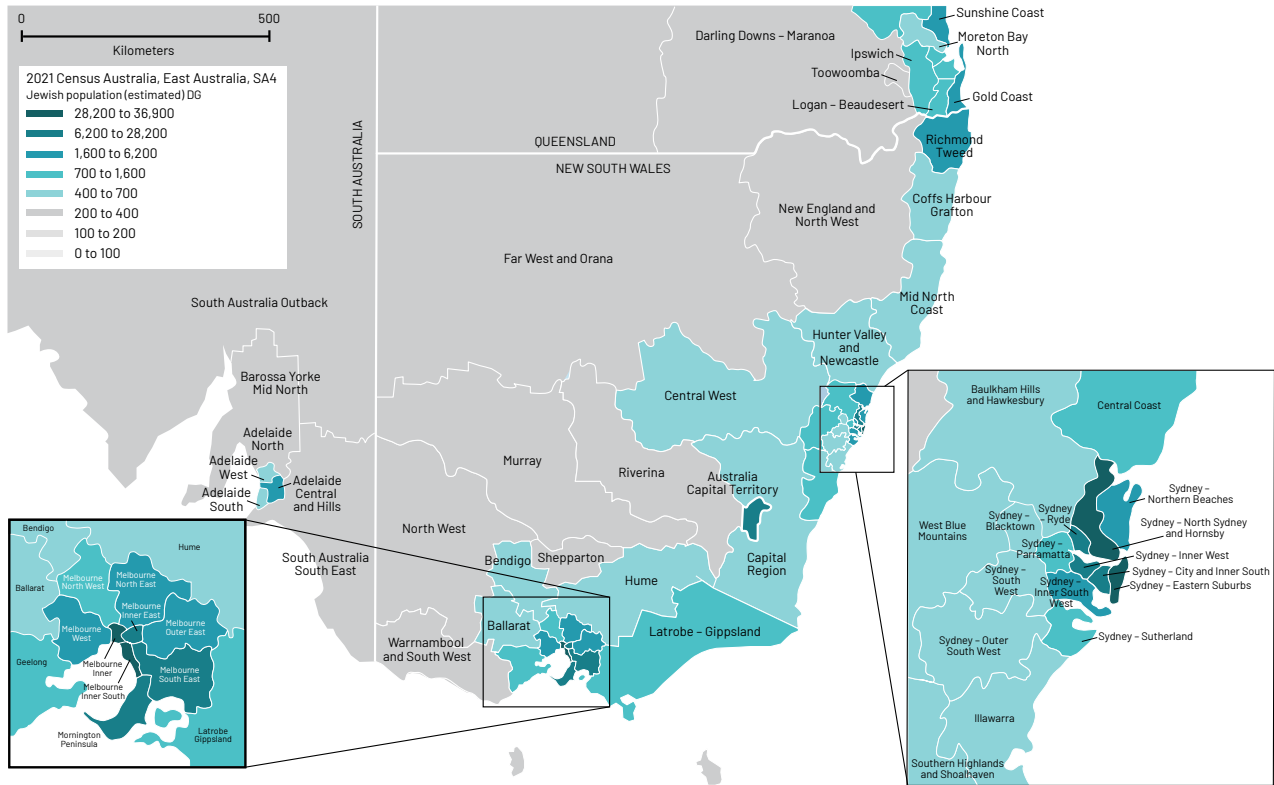 0
500
Kilometers
2021 Census Australia, East Australia, SA4
Jewish population (estimated) DG
28,200 to 36,900
6,200 to 28,200
1,600 to 6,200
700 to 1,600
400 to 700
200 to 400
100 to 200
0 to 100
SOUTH AUSTRALIA
QUEENSLAND
NEW SOUTH WALES
Darling Downs – Maranoa
Sunshine Coast
Moreton Bay
North
Ipswich
Toowoomba
Logan – Beaudesert
Gold Coast
Richmond
Tweed
Coffs Harbour
Grafton
New England and
North West
Far West and Orana
Mid North
Coast
Hunter Valley
and
Newcastle
Central West
South Australia Outback
Barossa Yorke
Mid North
Adelaide
North
Adelaide
West
Adelaide
South
Adelaide
Central
and Hills
Murray
Riverina
Australia
Capital Territory
North West
South Australia
South East
Bendigo
Shepparton
Hume
Capital
Region
Ballarat
Latrobe – Gippsland
Warrnambool
and South West
Bendigo
Hume
Ballarat
Melbourne
North West
Melbourne
North East
Melbourne
Inner East
Melbourne
West
Melbourne
Outer East
Geelong
Melbourne
Inner
Melbourne
Inner South
Melbourne
South East
Mornington
Peninsula
Latrobe
Gippsland
Baulkham Hills
and Hawkesbury
Central Coast
Sydney –
Northern Beaches
Sydney – North Sydney
and Hornsby
Sydney
– Ryde
Sydney –
Blacktown
West Blue
Mountains
Sydney –
Parramatta
Sydney – Inner West
Sydney – City and Inner South
Sydney – Eastern Suburbs
Sydney –
South
West
Sydney –
Inner South
West
Sydney – Sutherland
Sydney – Outer
South West
Illawarra
Southern Highlands
and Shoalhaven